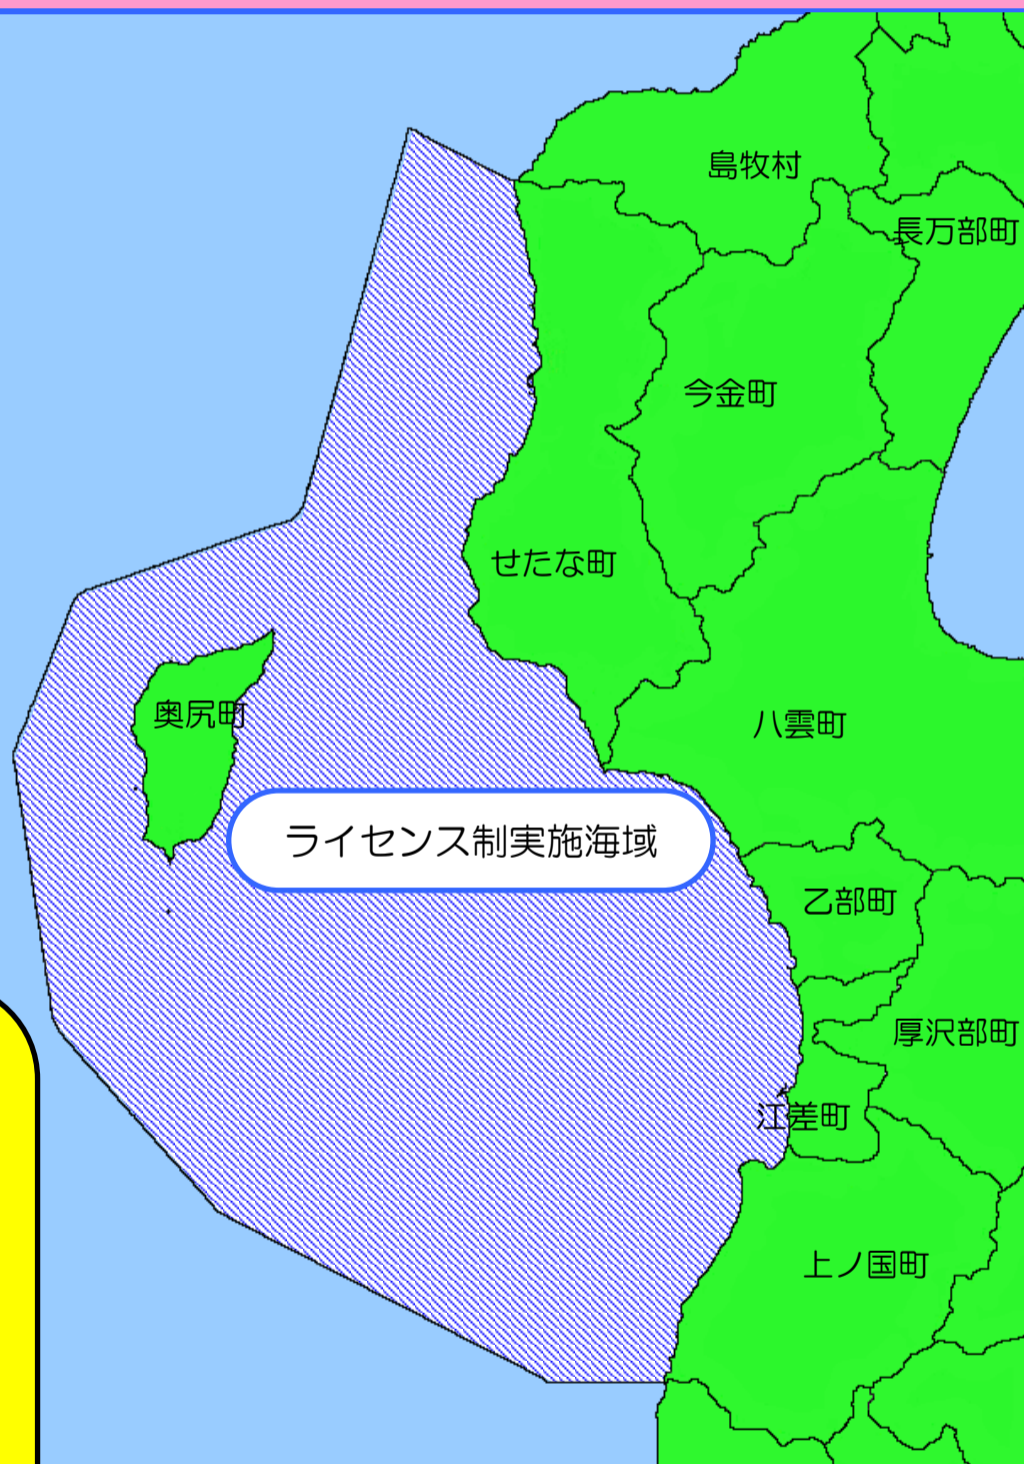 島牧村
長万部町
今金町
せたな町
奥尻町
八雲町
ライセンス制実施海域
乙部町
厚沢部町
江差町
上ノ国町